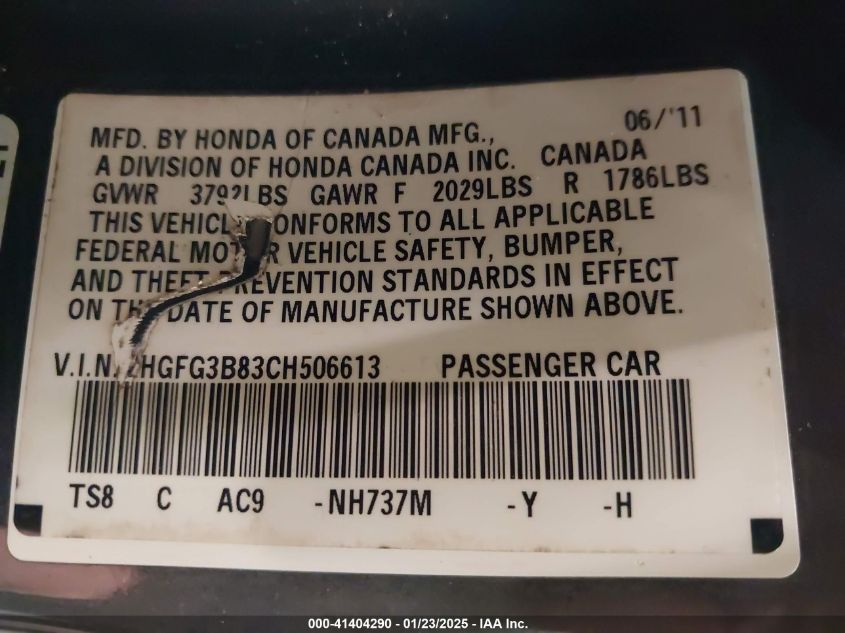 06/'11
MFD. BY HONDA OF CANADA MFG.,
A DIVISION OF HONDA CANADA INC. CANADA
GVWR 3792LBS GAWR F 2029LBS R 1786LBS
THIS VEHICL CONFORMS TO ALL APPLICABLE
FEDERAL MOTOR VEHICLE SAFETY, BUMPER,
AND THEFT PREVENTION STANDARDS IN EFFECT
ON THE DATE OF MANUFACTURE SHOWN ABOVE.
V.I.N. 2HGFG3B83CH506613 PASSENGER CAR
TS8 C AC9 -NH737M -Y -H
000-41404290 - 01/23/2025 - IAA Inc.